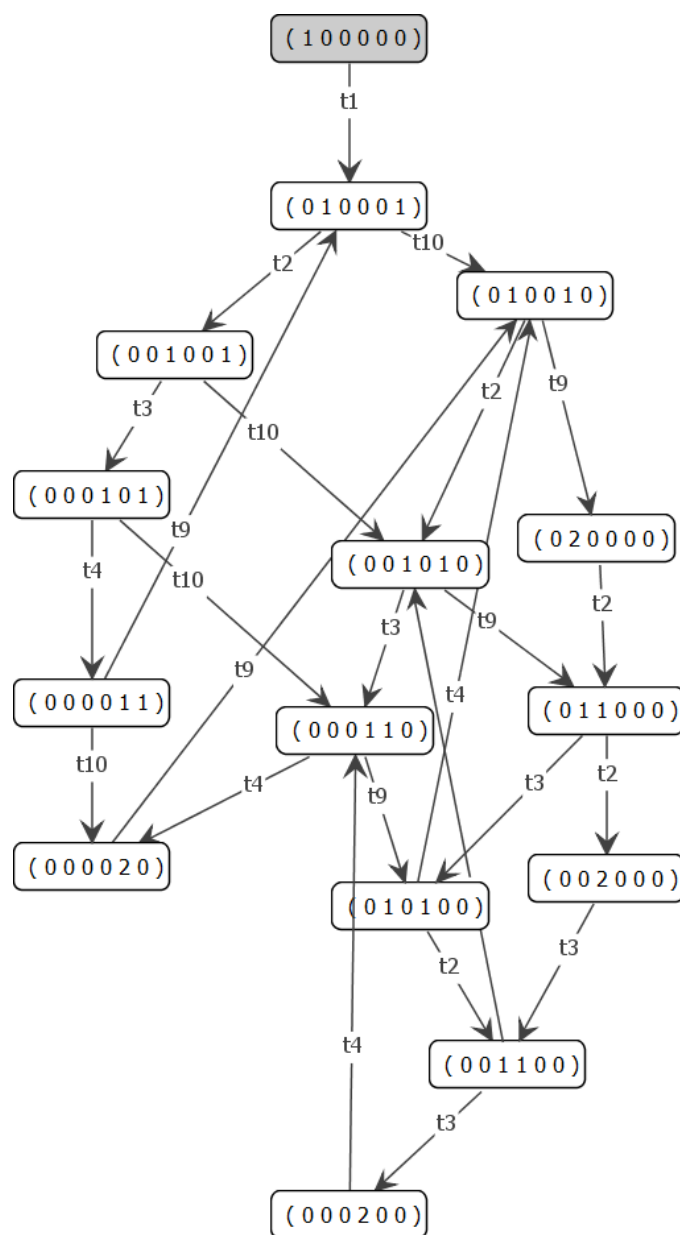 ( 1 0 0 0 0 0 )
t1
( 0 1 0 0 0 1 )
t10
t2
( 0 1 0 0 1 0 )
( 0 0 1 0 0 1 )
t9
t2
t3
t10
( 0 0 0 1 0 1 )
t9
( 0 2 0 0 0 0 )
( 0 0 1 0 1 0 )
t4
t10
t2
t3
t9
t4
t9
( 0 0 0 0 1 1 )
( 0 1 1 0 0 0 )
( 0 0 0 1 1 0 )
t10
t9
t4
t3
t2
( 0 0 0 0 2 0 )
( 0 0 2 0 0 0 )
( 0 1 0 1 0 0 )
t3
t2
t4
( 0 0 1 1 0 0 )
t3
( 0 0 0 2 0 0 )